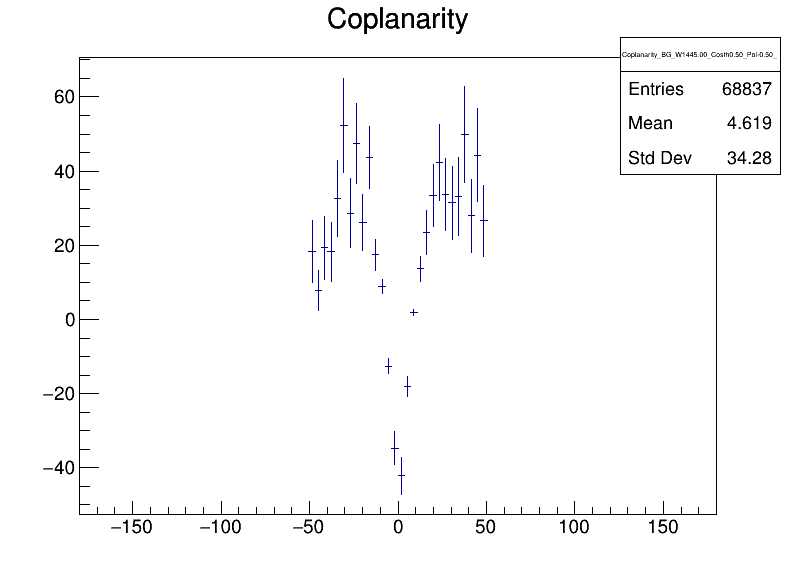 Coplanarity
Coplanarity_BG_W1445.00_Costh0.50_Pol-0.50_
Entries 68837
Mean 4.619
Std Dev 34.28
60
40
20
0
−20
−40
−150 −100 −50 0 50 100 150